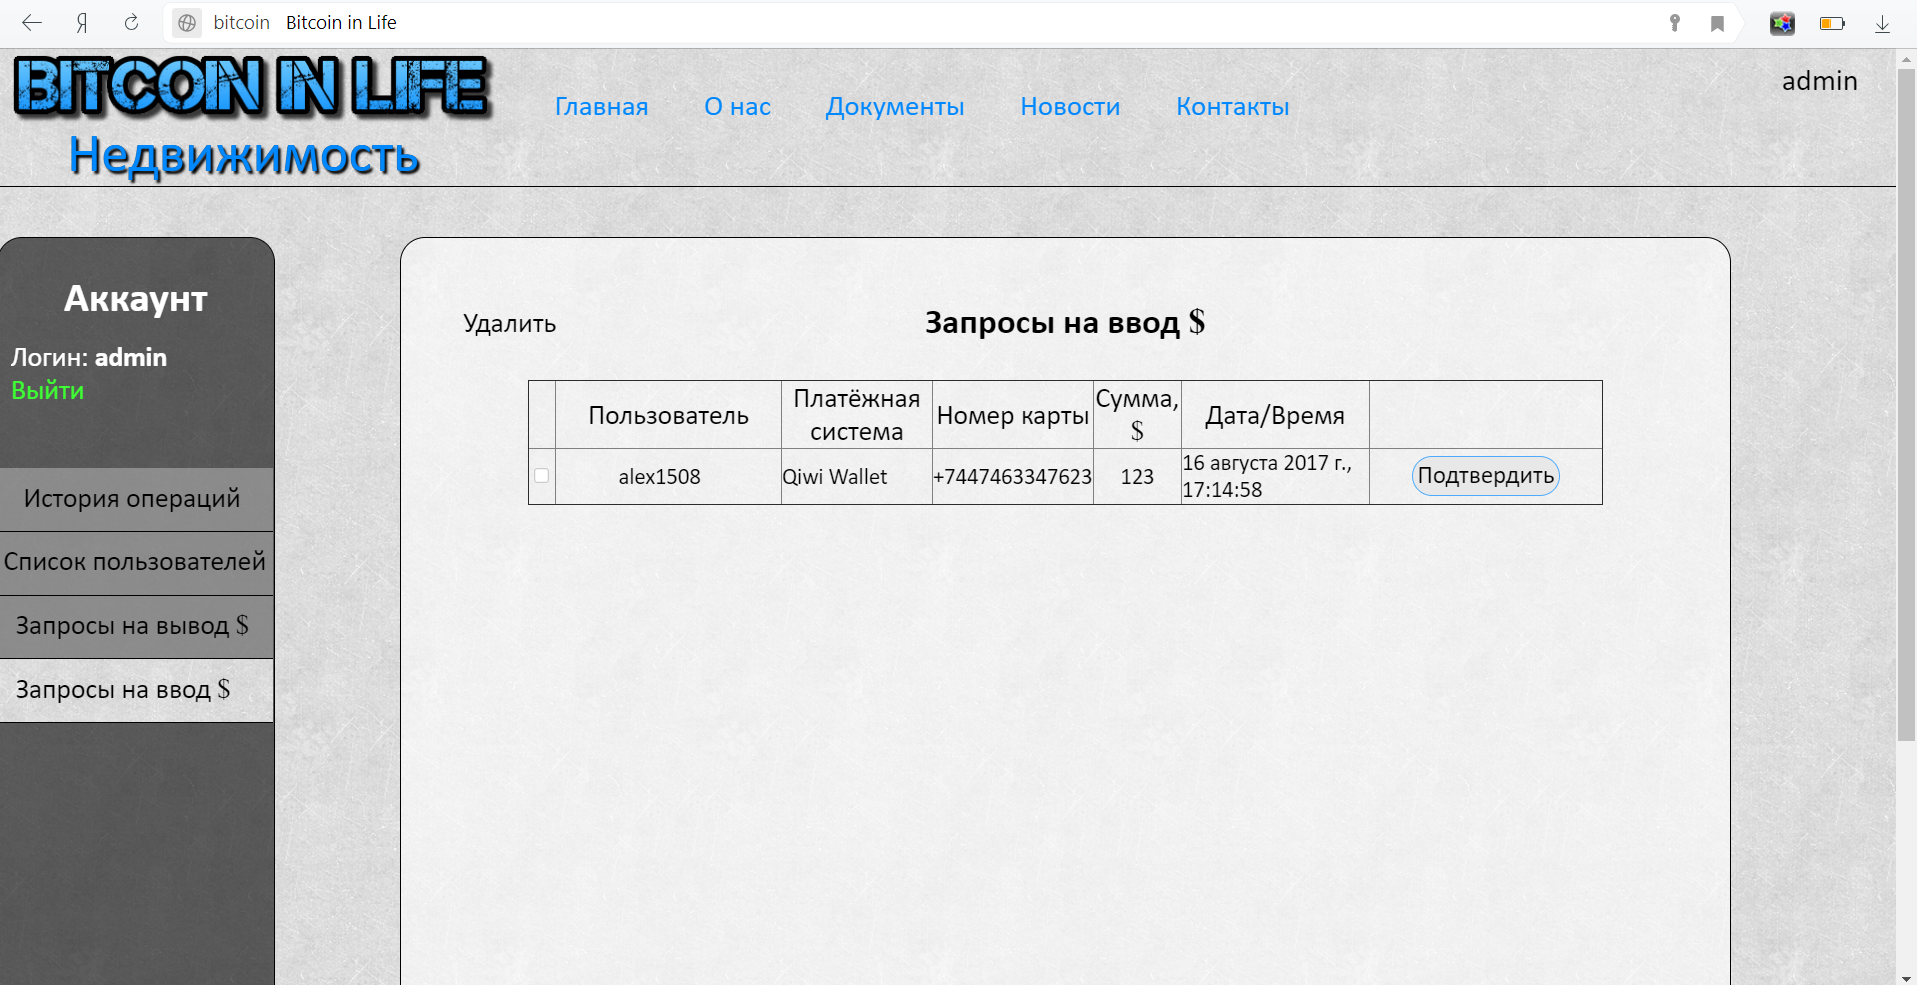 bitcoin Bitcoin in Life
BITCOIN IN LIFE
Недвижимость
Главная О нас Документы Новости Контакты
admin
Аккаунт
Логин: admin
Выйти
История операций
Список пользователей
Запросы на вывод $
Запросы на ввод $
Удалить
Запросы на ввод $
Пользователь
Платёжная
система
Номер карты
Сумма,
$
Дата/Время
alex1508
Qiwi Wallet
+7447463347623
123
16 августа 2017 г.,
17:14:58
Подтвердить